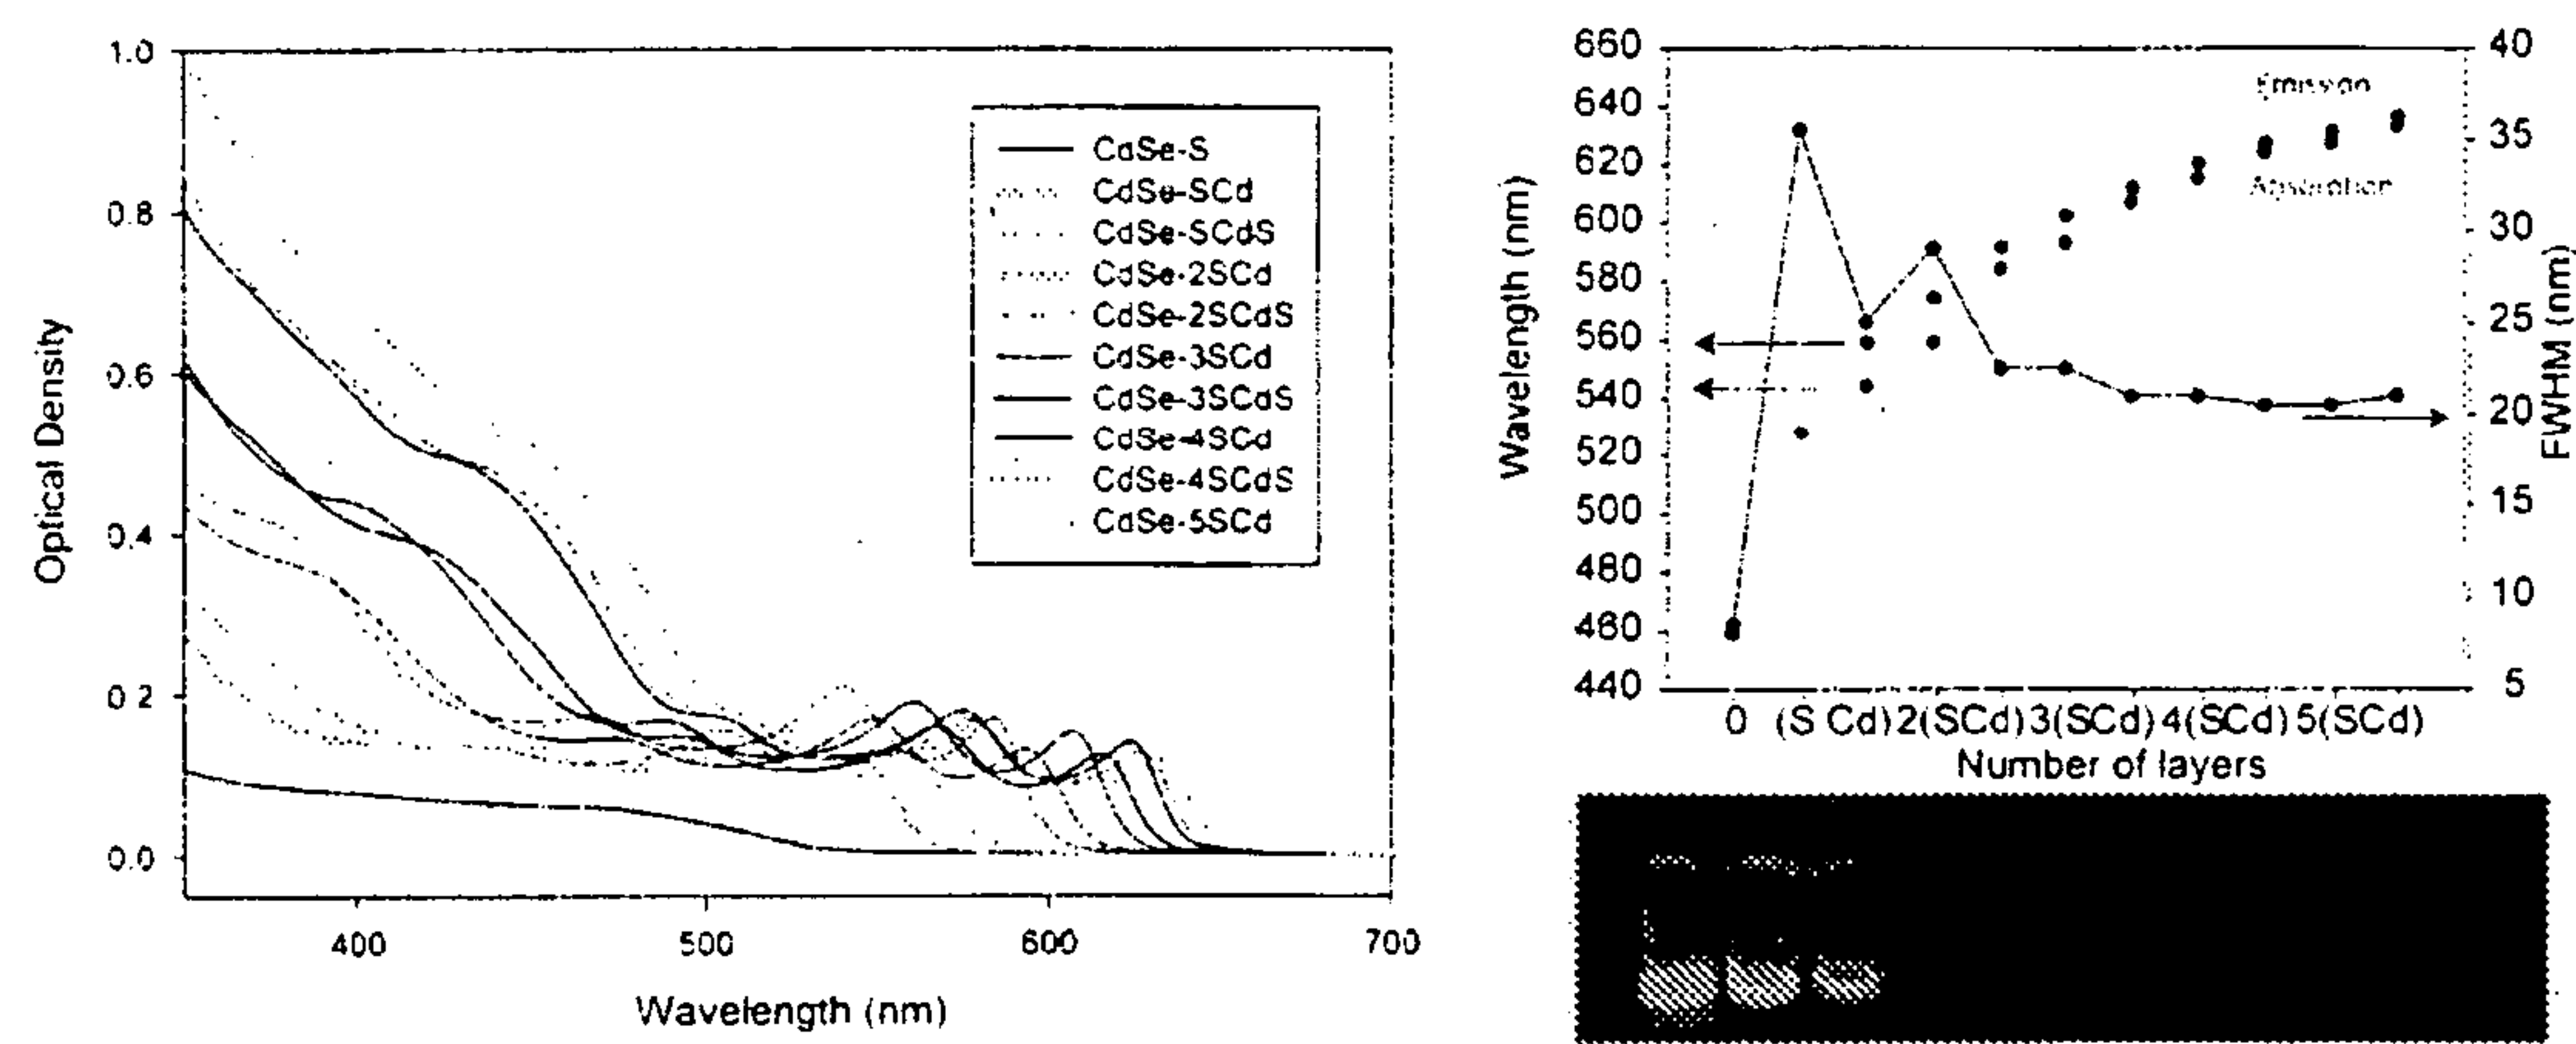 1.0
0.8
0.6
0.4
0.2
0.0
Optical Density
400
500
600
700
Wavelength (nm)
CdSe-S
CdSe-SCd
CdSe-SCdS
CdSe-2SCd
CdSe-2SCdS
CdSe-3SCd
CdSe-3SCdS
CdSe-4SCd
CdSe-4SCdS
CdSe-5SCd
660
640
620
600
580
560
540
520
500
480
460
440
Wavelength (nm)
Emission
Absorption
40
35
30
25
20
15
10
5
FWHM (nm)
0 (S Cd) 2(SCd) 3(SCd) 4(SCd) 5(SCd)
Number of layers